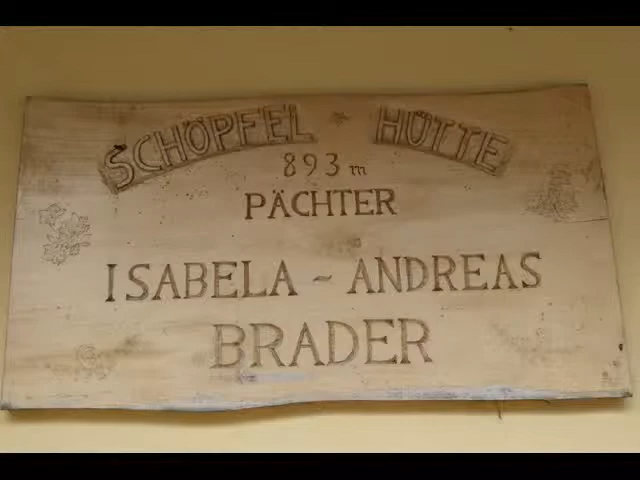 SCHÖPFEL HÜTTE
893 m
PÄCHTER
ISABELA ~ ANDREAS
BRADER